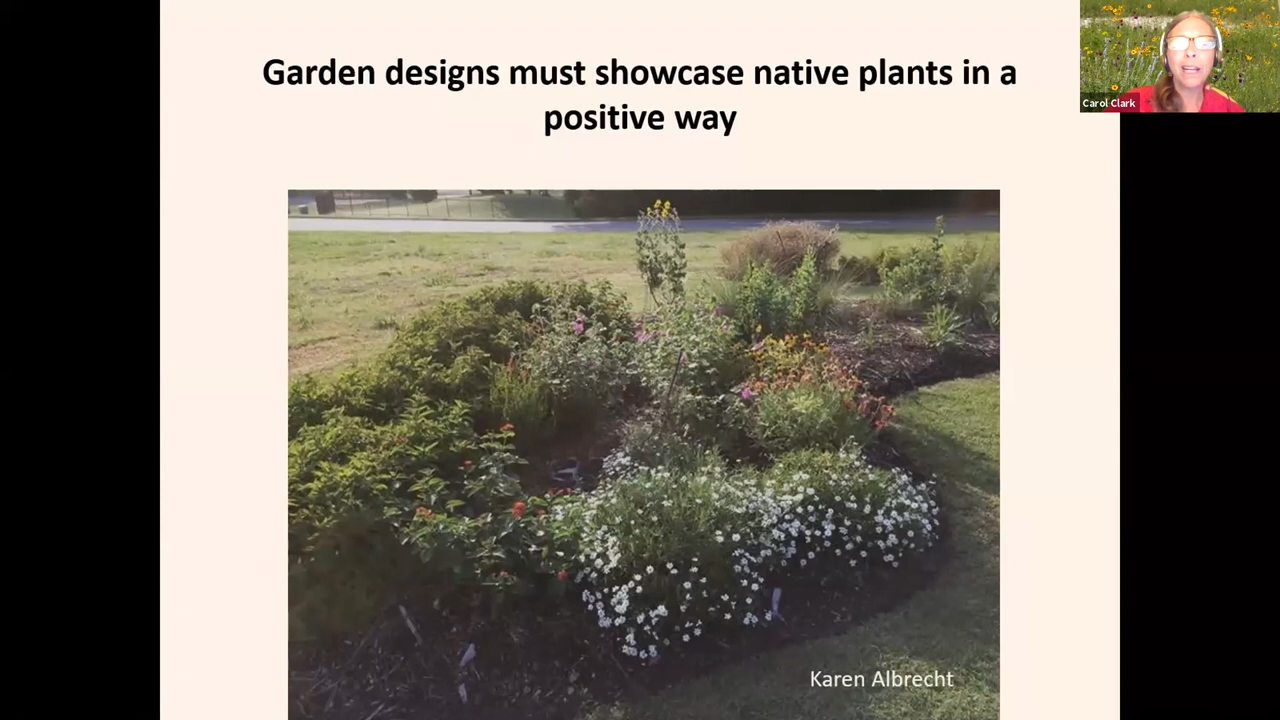 Garden designs must showcase native plants in a
positive way
Carol Clark
Karen Albrecht